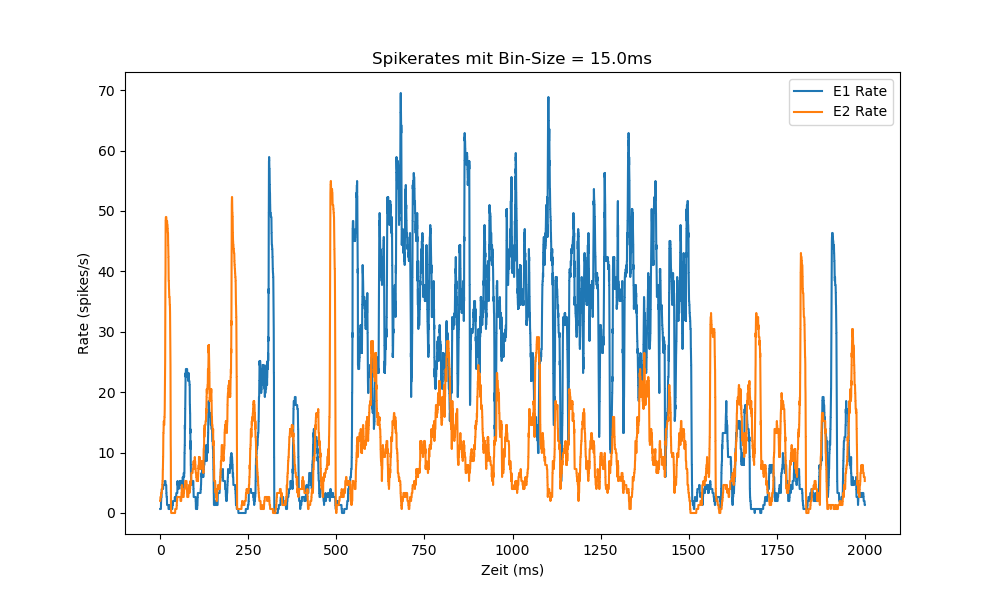 Spikerates mit Bin-Size = 15.0ms
E1 Rate
E2 Rate
Rate (spikes/s)
70
60
50
40
30
20
10
0
0 250 500 750 1000 1250 1500 1750 2000
Zeit (ms)